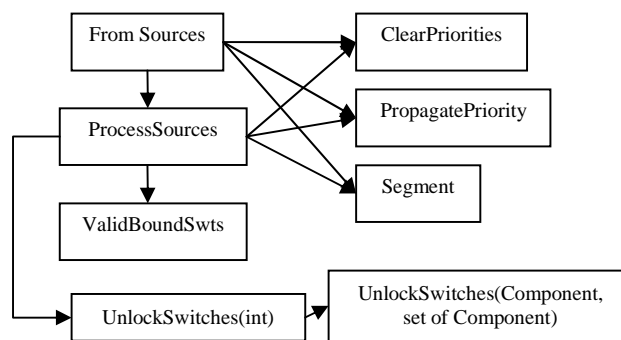 From Sources
ClearPriorities
ProcessSources
PropagatePriority
Segment
ValidBoundSwts
UnlockSwitches(int)
UnlockSwitches(Component,
set of Component)